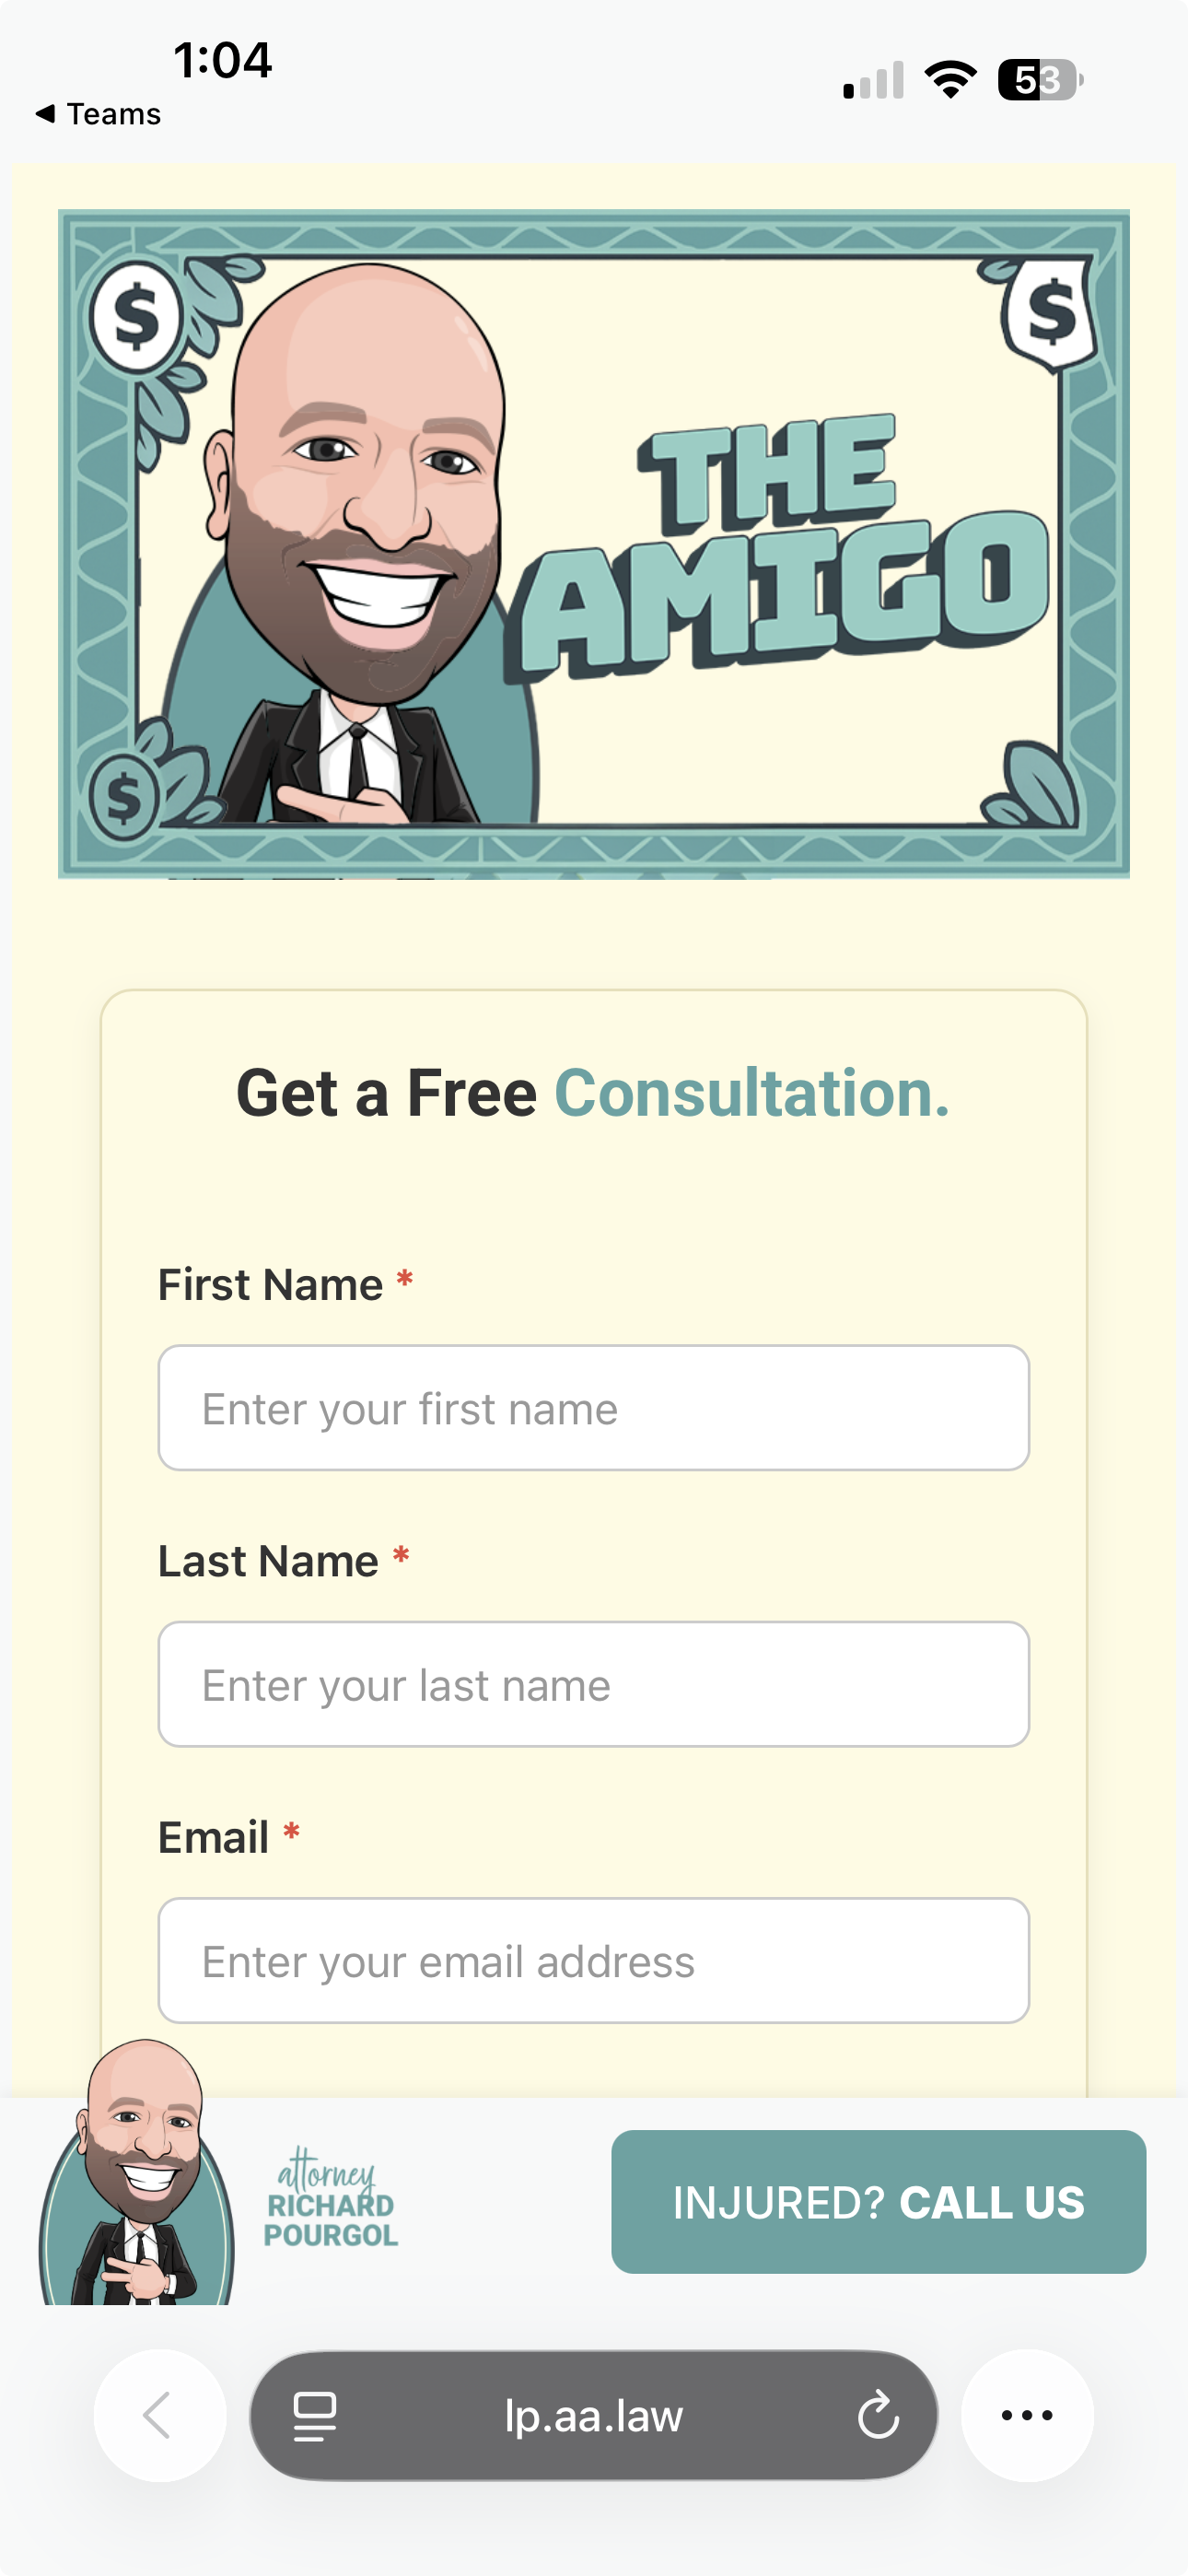 1:04
53
◀ Teams
$
$
THE
AMIGO
$
Get a Free Consultation.
First Name *
Enter your first name
Last Name *
Enter your last name
Email *
Enter your email address
attorney
RICHARD
POURGOL
INJURED? CALL US
lp.aa.law